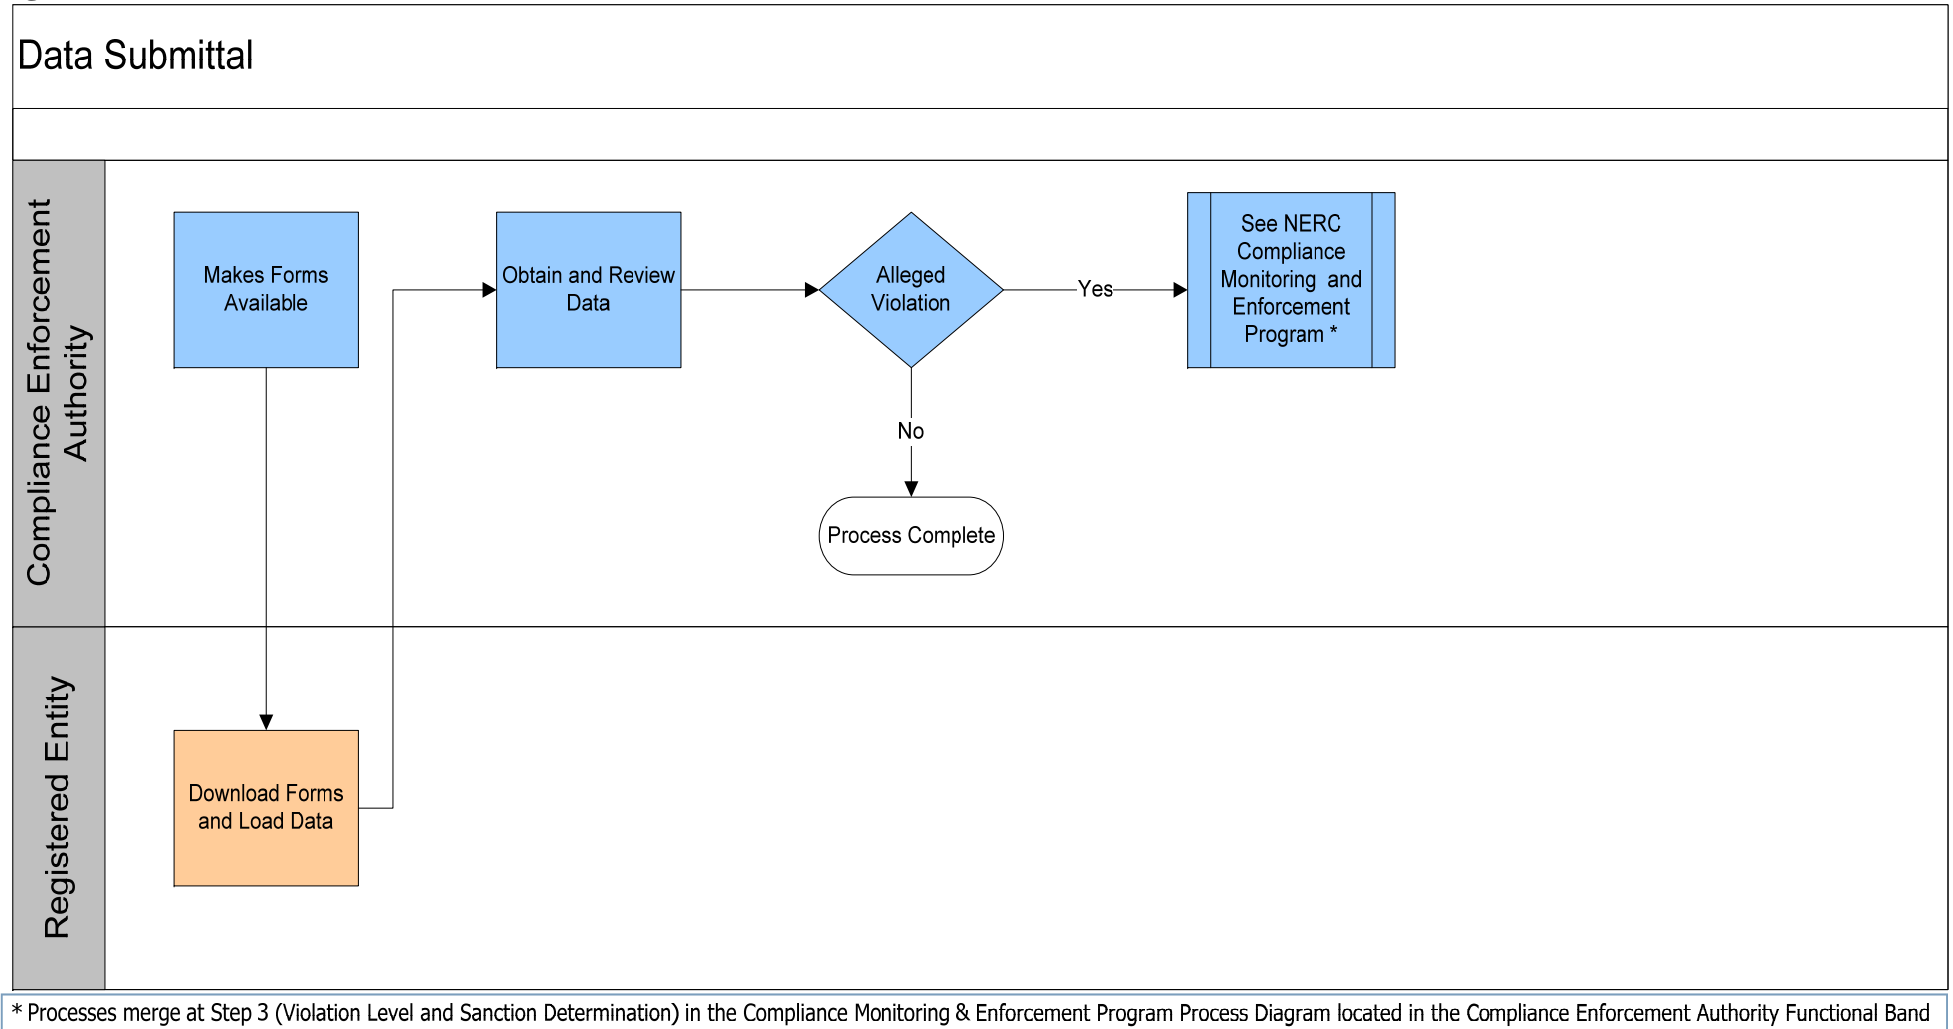 Data Submittal
Compliance Enforcement
Authority
Makes Forms
Available
Obtain and Review
Data
Alleged
Violation
Yes
See NERC
Compliance
Monitoring and
Enforcement
Program *
No
Process Complete
Registered Entity
Download Forms
and Load Data
* Processes merge at Step 3 (Violation Level and Sanction Determination) in the Compliance Monitoring & Enforcement Program Process Diagram located in the Compliance Enforcement Authority Functional Band